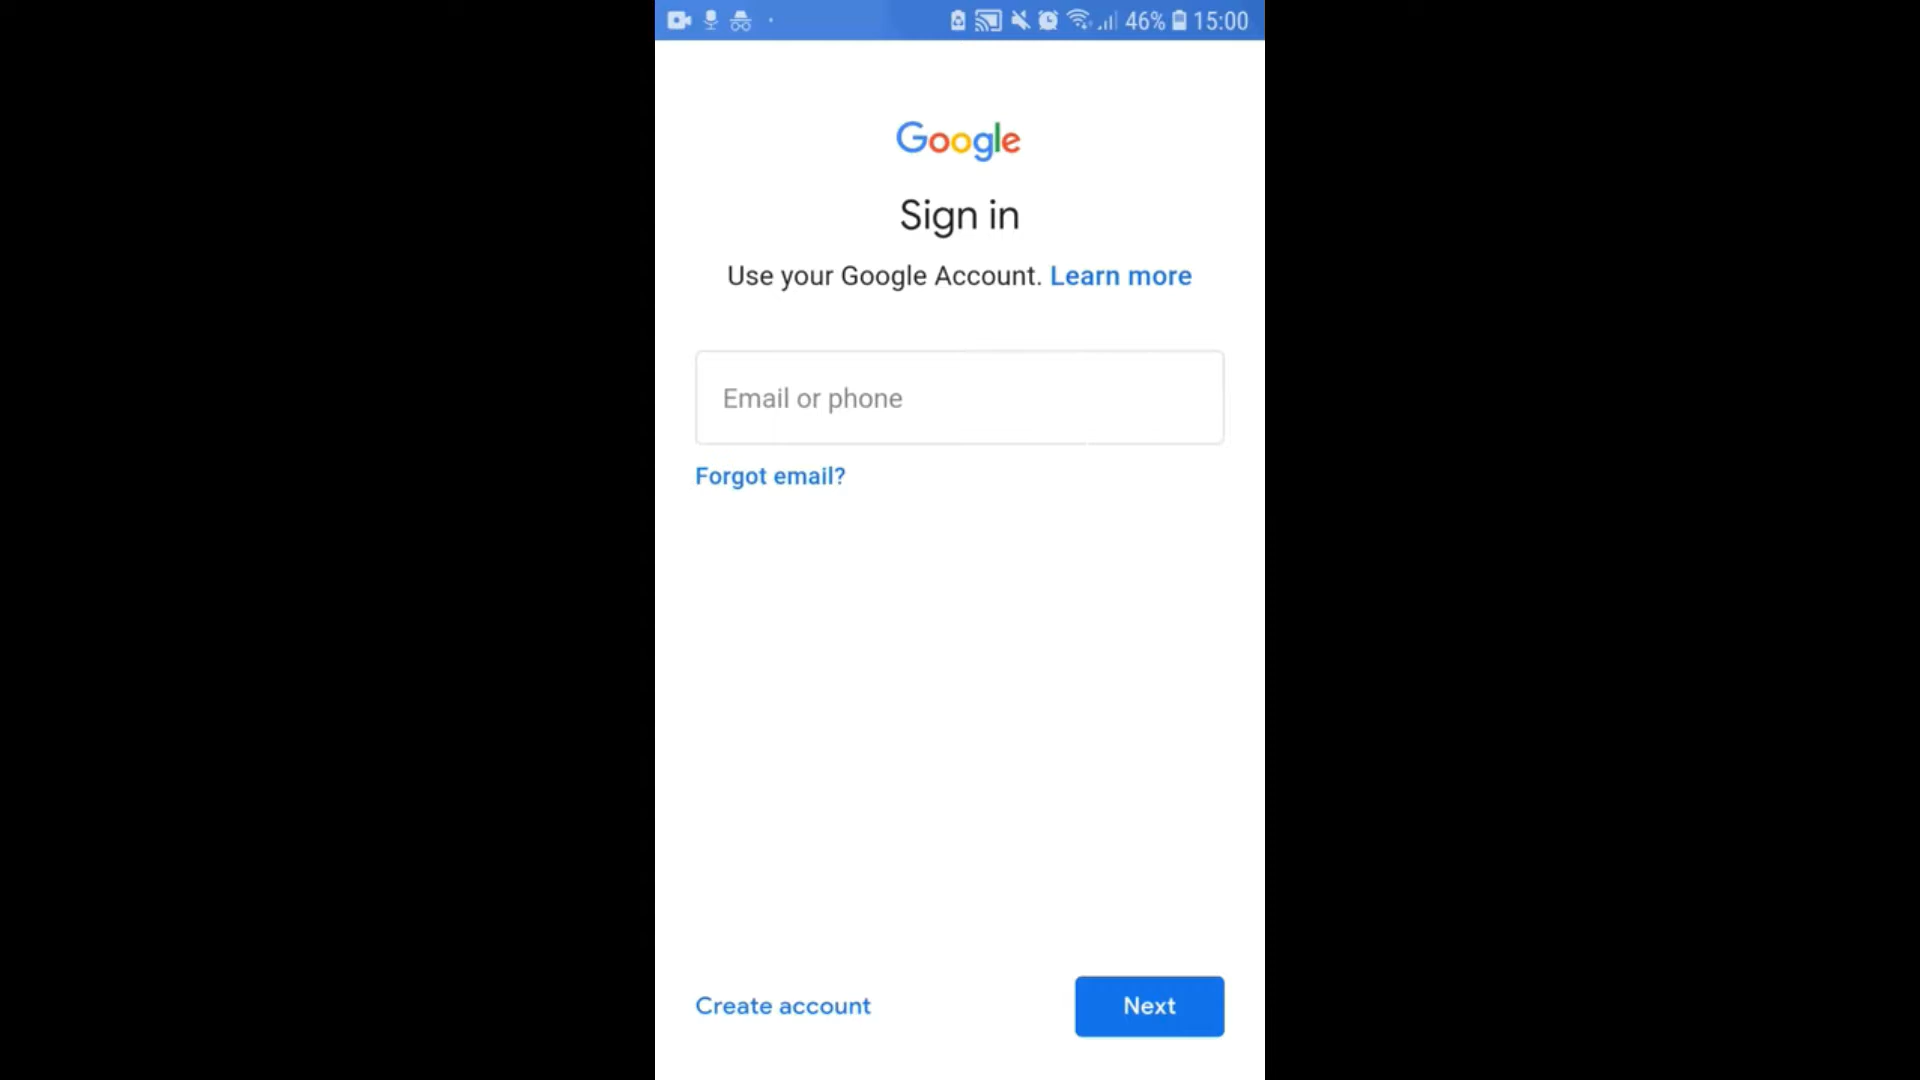 46% 15:00
Google
Sign in
Use your Google Account. Learn more
Email or phone
Forgot email?
Create account
Next